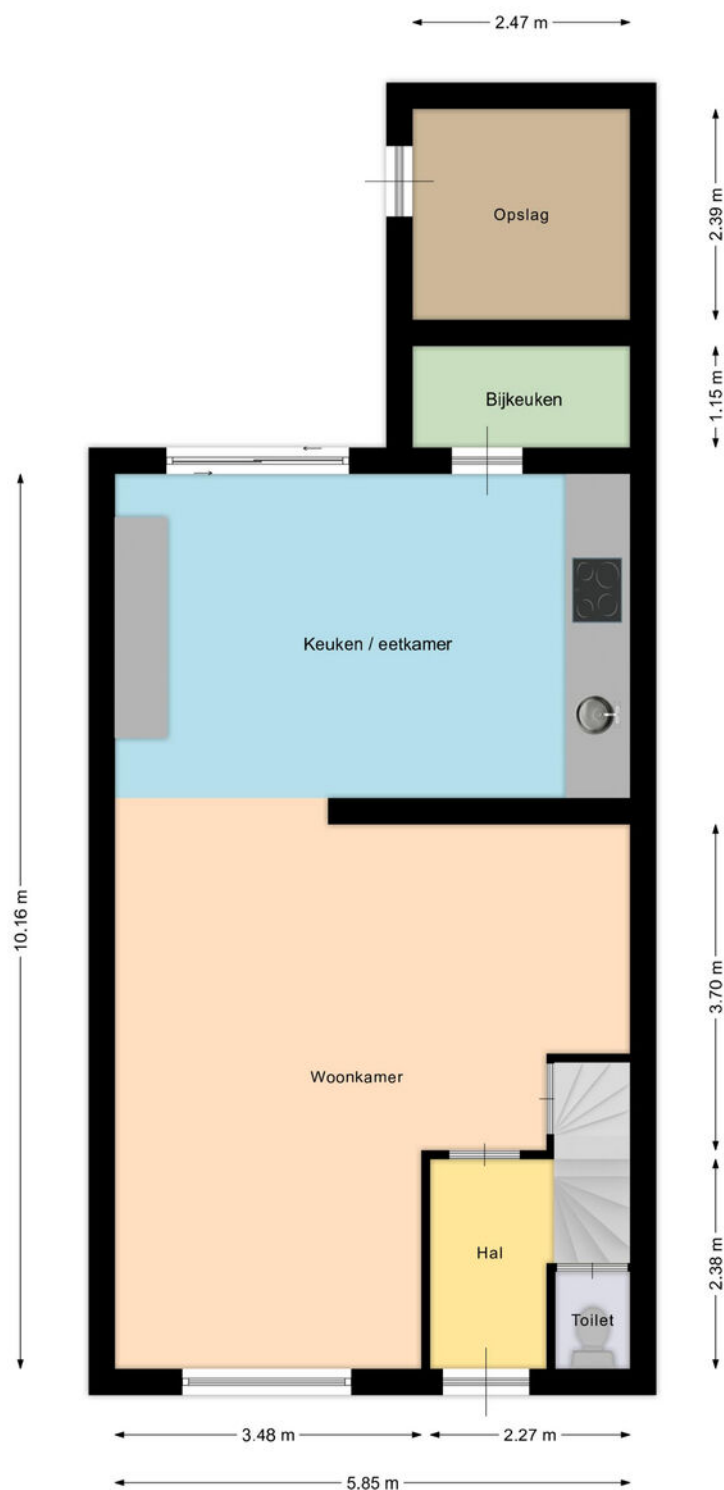 2.47 m
Opslag
2.39 m
Bijkeuken
1.15 m
Keuken / eetkamer
10.16 m
3.70 m
Woonkamer
Hal
2.38 m
Toilet
3.48 m
2.27 m
5.85 m